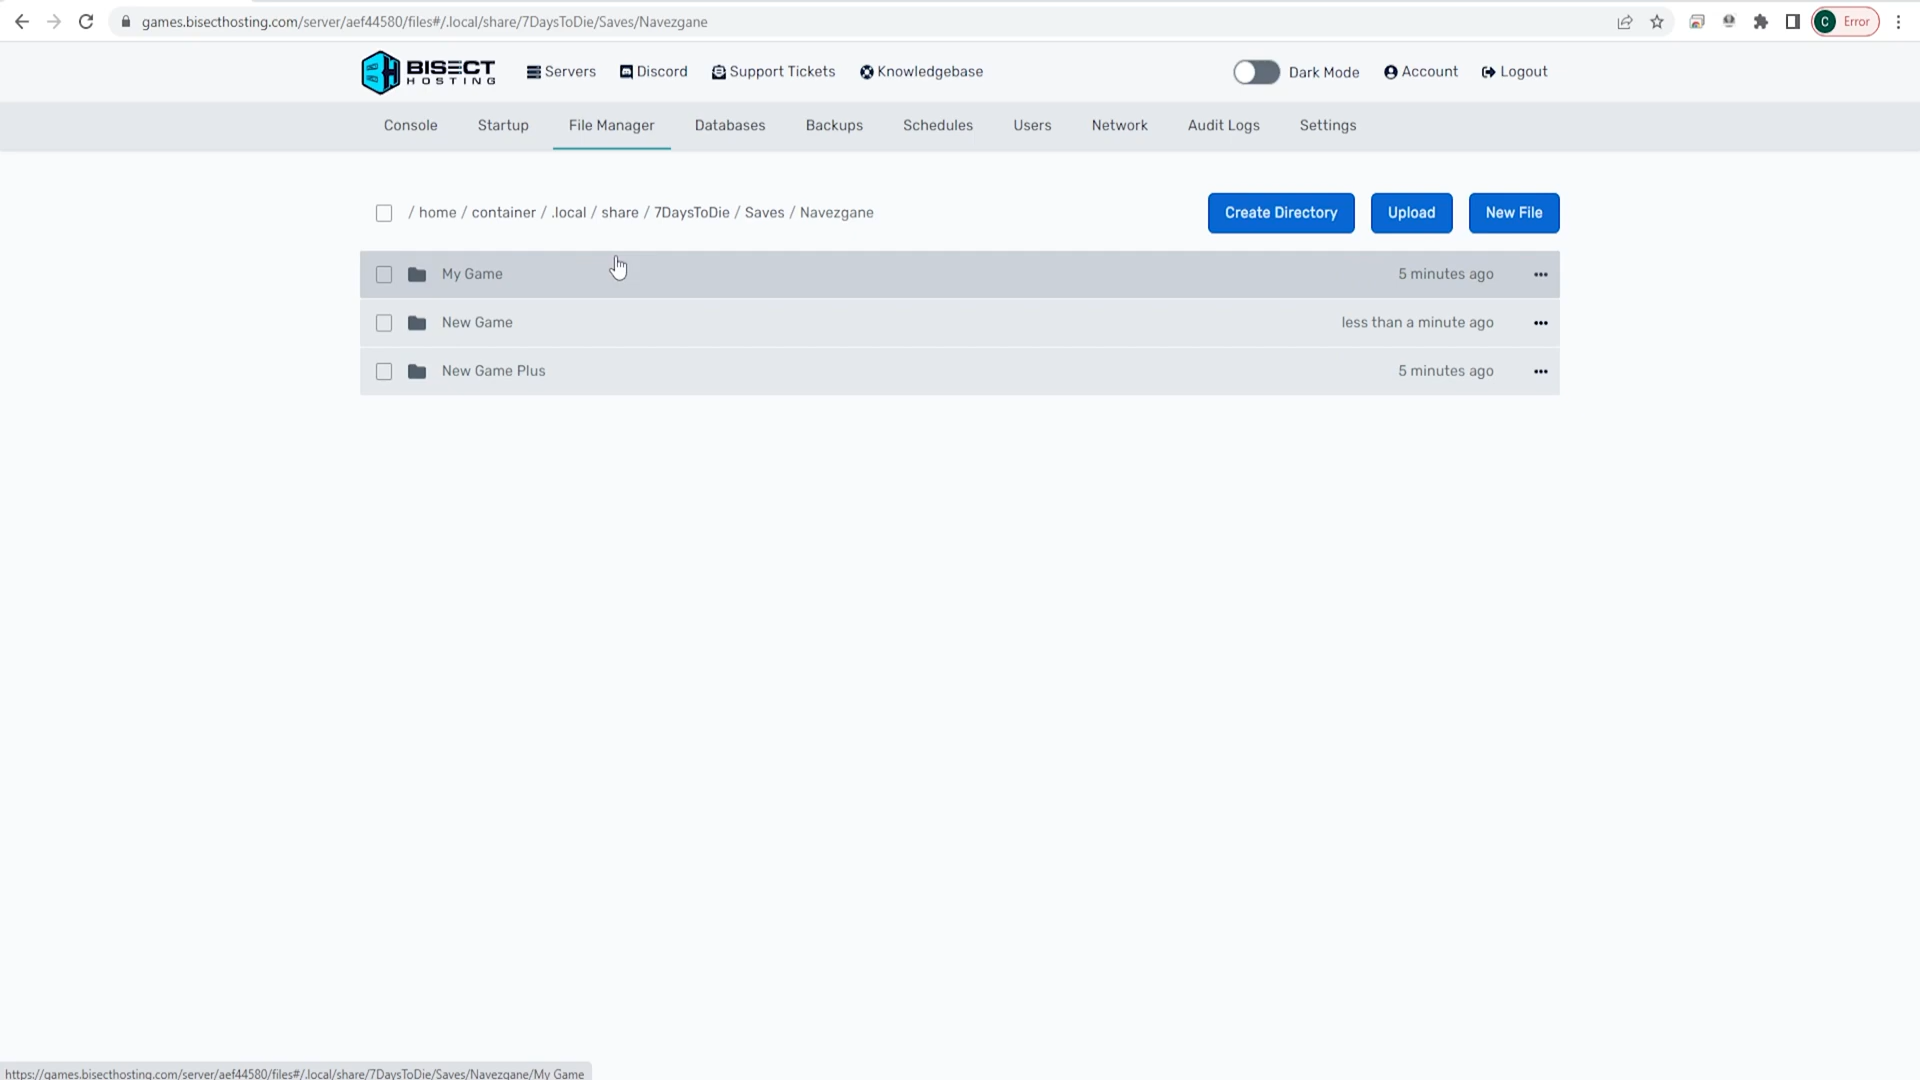 games.bisecthosting.com/server/aef44580/files#/.local/share/7DaysToDie/Saves/Navezgane
C Error
BISECT HOSTING Servers Discord Support Tickets Knowledgebase Dark Mode Account Logout
Console Startup File Manager Databases Backups Schedules Users Network Audit Logs Settings
/ home / container / .local / share / 7DaysToDie / Saves / Navezgane Create Directory Upload New File
My Game 5 minutes ago
New Game less than a minute ago
New Game Plus 5 minutes ago
https://games.bisecthosting.com/server/aef44580/files#/.local/share/7DaysToDie/Saves/Navezgane/My Game